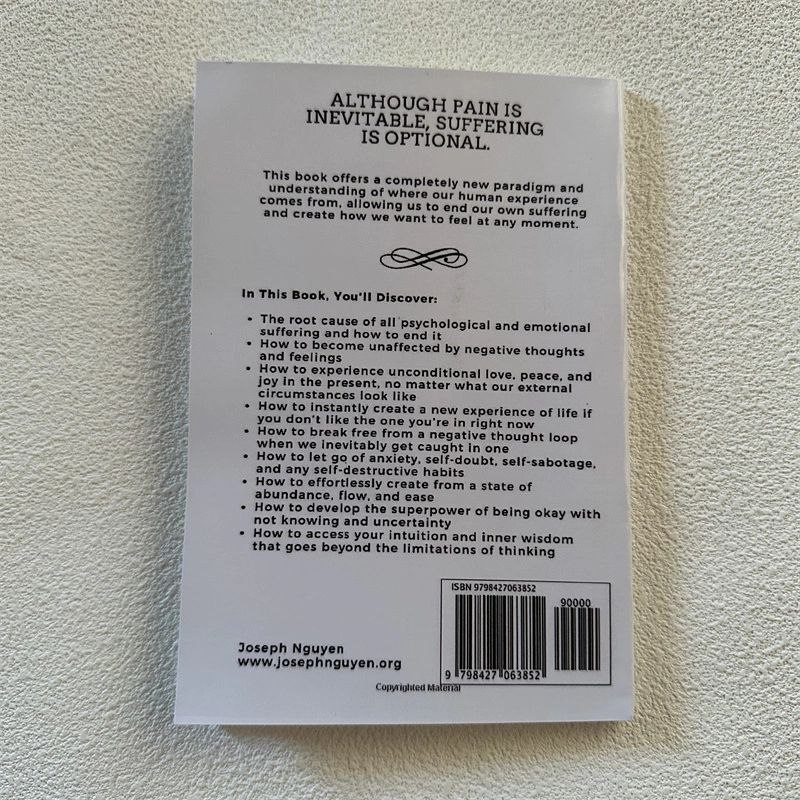 ALTHOUGH PAIN IS
INEVITABLE, SUFFERING
IS OPTIONAL.
This book offers a completely new paradigm and
understanding of where our human experience
comes from, allowing us to end our own suffering
and create how we want to feel at any moment.
In This Book, You'll Discover:
• The root cause of all psychological and emotional
suffering and how to end it
• How to become unaffected by negative thoughts
and feelings
• How to experience unconditional love, peace, and
joy in the present, no matter what our external
circumstances look like
• How to instantly create a new experience of life if
you don't like the one you're in right now
• How to break free from a negative thought loop
when we inevitably get caught in one
• How to let go of anxiety, self-doubt, self-sabotage,
and any self-destructive habits
• How to effortlessly create from a state of
abundance, flow, and ease
• How to develop the superpower of being okay with
not knowing and uncertainty
• How to access your intuition and inner wisdom
that goes beyond the limitations of thinking
ISBN 9798427063852
90000
9 798427 063852
Joseph Nguyen
www.josephnguyen.org
Copyrighted Material